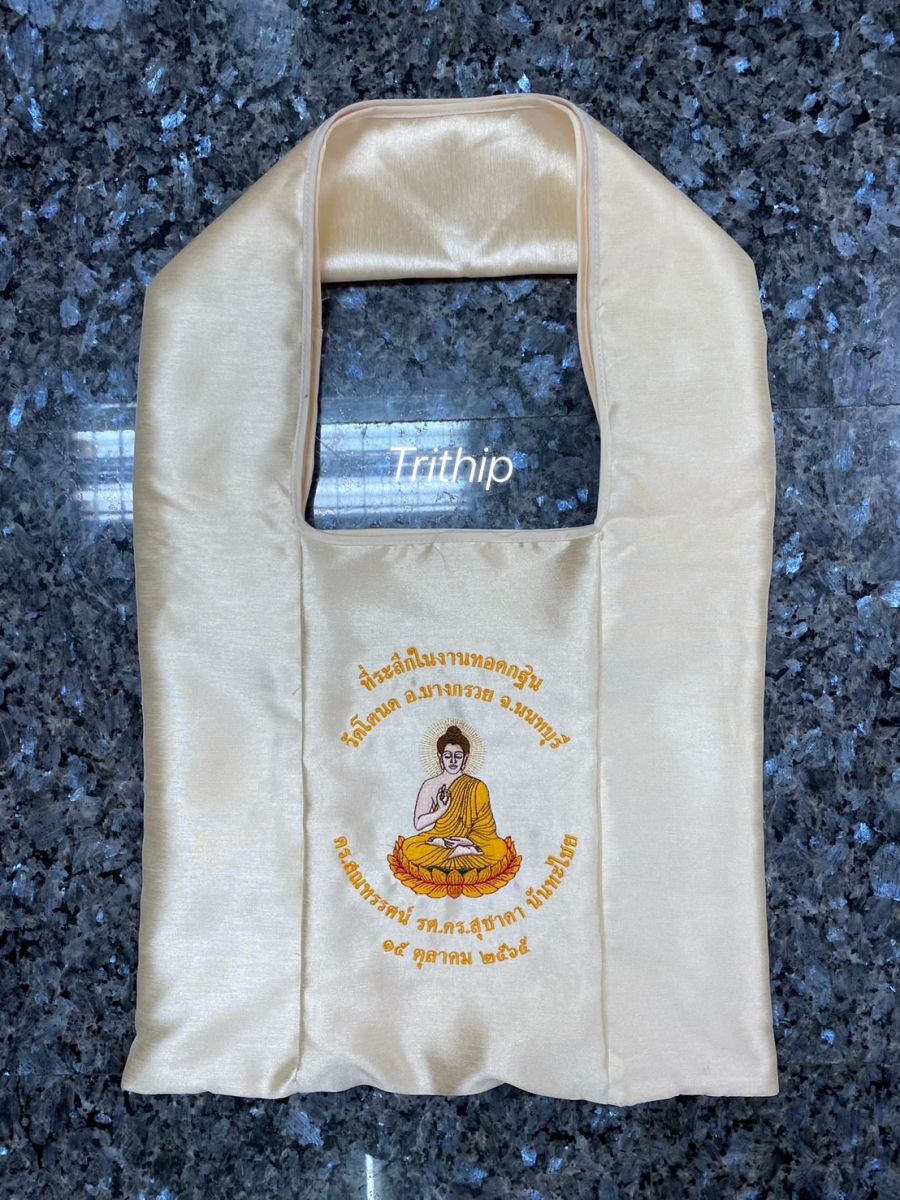 Trithip
ที่ระลึกในงานทอดกฐิน
วัดโตนด อ.บางกรวย จ.นนทบุรี
ดร.สณพรรศน์ รศ.ดร.สุชาดา นันทะไชย
๑๕ ตุลาคม ๒๕๖๕